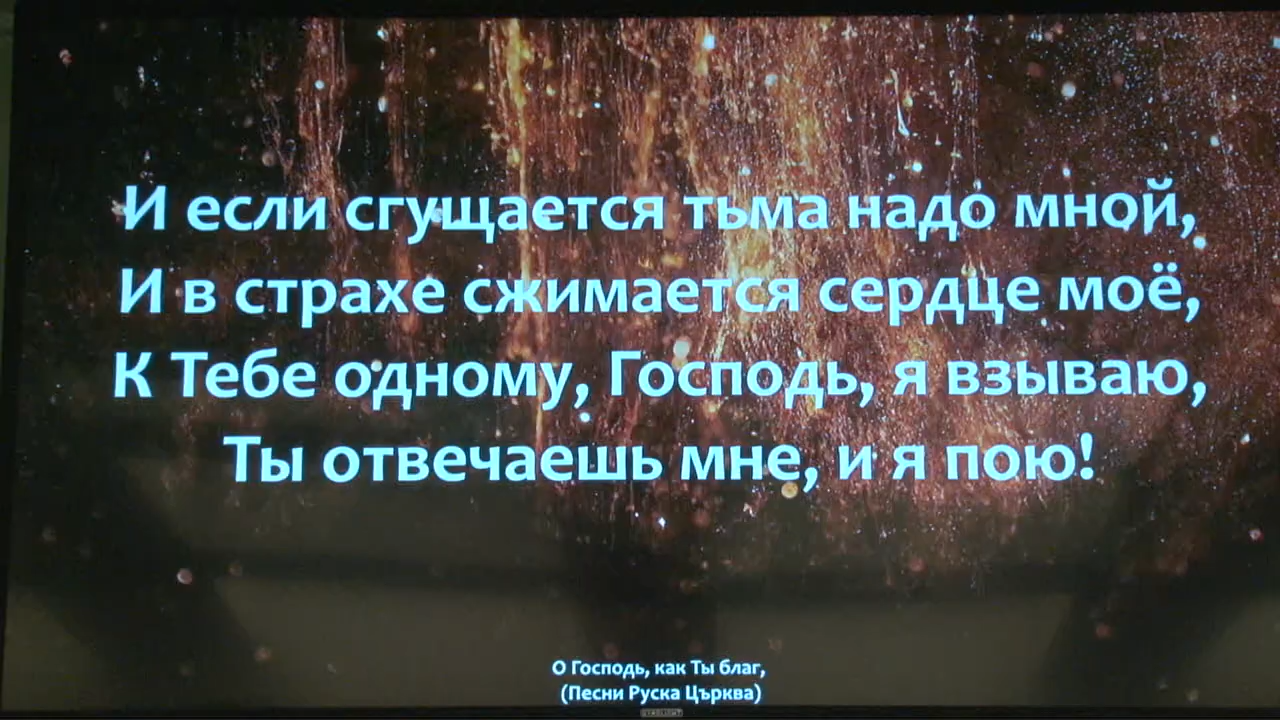 И если сгущается тьма надо мной,
И в страхе сжимается сердце моё,
К Тебе одному, Господь, я взываю,
Ты отвечаешь мне, и я пою!
О Господь, как Ты благ,
(Песни Руска Църква)